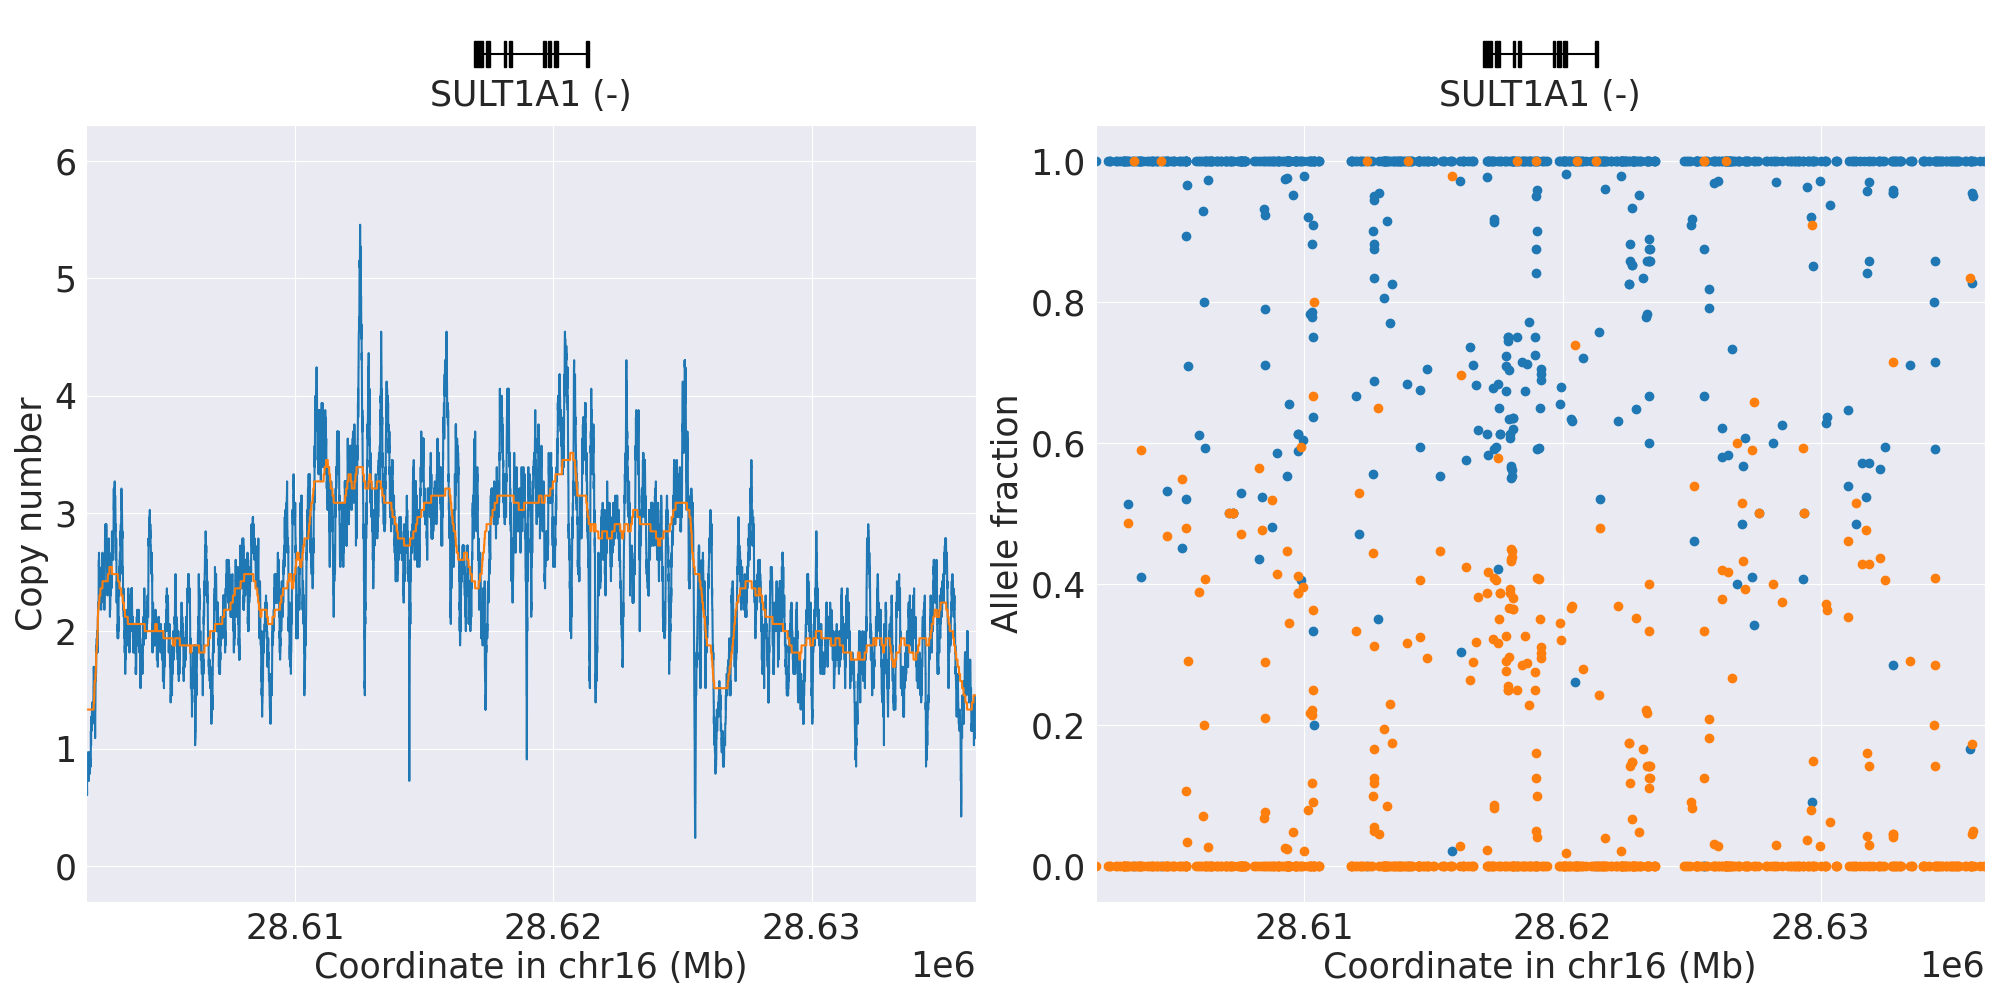 SULT1A1 (-)
6
5
4
3
2
1
0
Copy number
28.61
28.62
28.63
Coordinate in chr16 (Mb)
1e6
SULT1A1 (-)
1.0
0.8
0.6
0.4
0.2
0.0
Allele fraction
28.61
28.62
28.63
Coordinate in chr16 (Mb)
1e6